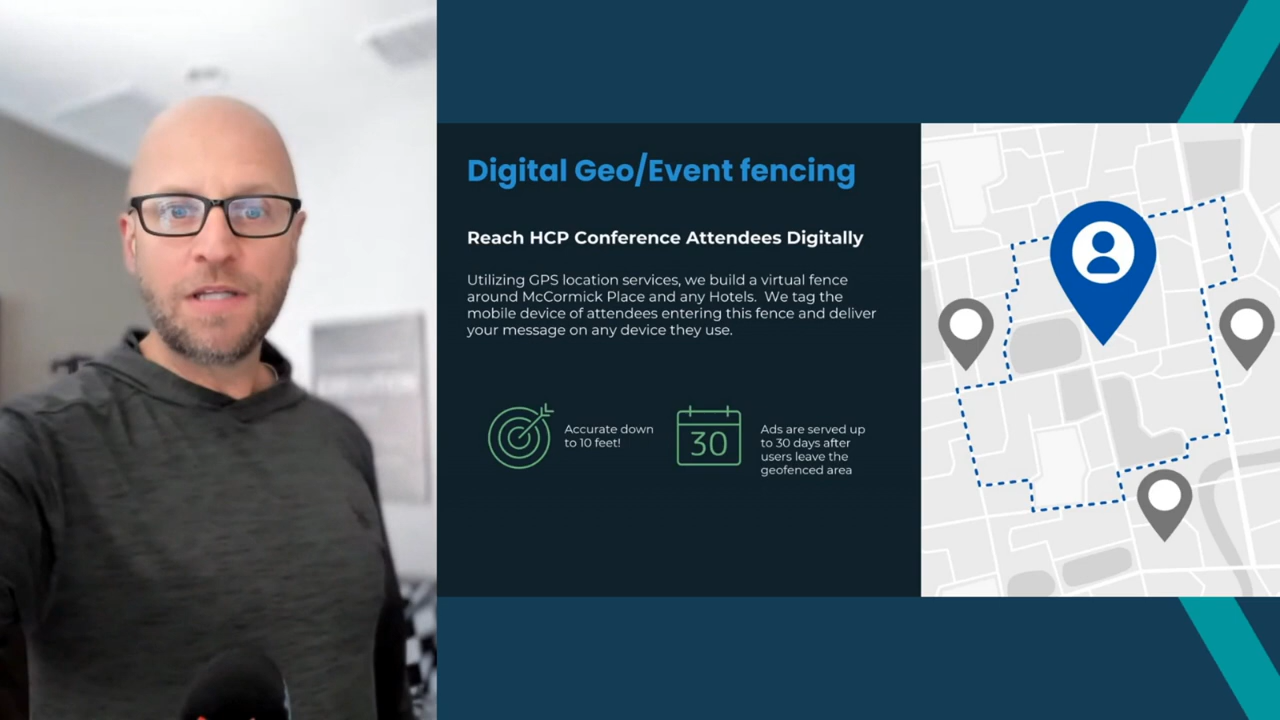 Digital Geo/Event fencing
Reach HCP Conference Attendees Digitally
Utilizing GPS location services, we build a virtual fence
around McCormick Place and any Hotels.  We tag the
mobile device of attendees entering this fence and deliver
your message on any device they use.
Accurate down
to 10 feet!
30
Ads are served up
to 30 days after
users leave the
geofenced area